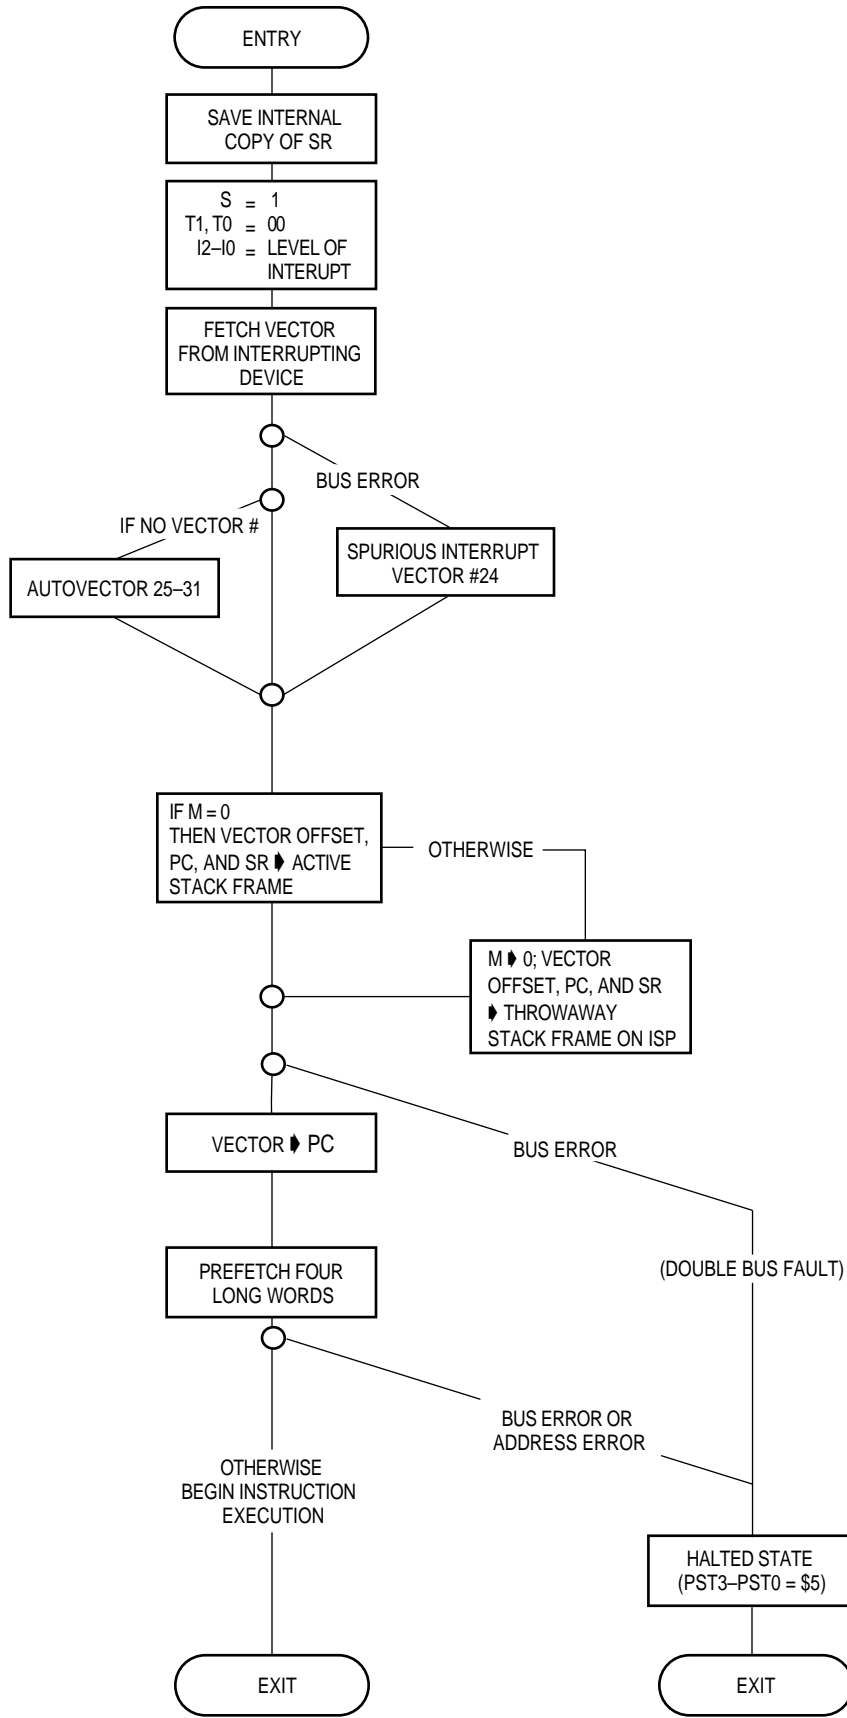 ENTRY
SAVE INTERNAL
COPY OF SR
S = 1
T1, T0 = 00
I2–I0 = LEVEL OF
INTERUPT
FETCH VECTOR
FROM INTERRUPTING
DEVICE
BUS ERROR
IF NO VECTOR #
SPURIOUS INTERRUPT
VECTOR #24
AUTOVECTOR 25–31
IF M = 0
THEN VECTOR OFFSET,
PC, AND SR ➧ ACTIVE
STACK FRAME
OTHERWISE
M ➧ 0; VECTOR
OFFSET, PC, AND SR
➧ THROWAWAY
STACK FRAME ON ISP
VECTOR ➧ PC
BUS ERROR
(DOUBLE BUS FAULT)
PREFETCH FOUR
LONG WORDS
BUS ERROR OR
ADDRESS ERROR
OTHERWISE
BEGIN INSTRUCTION
EXECUTION
HALTED STATE
(PST3–PST0 = $5)
EXIT
EXIT